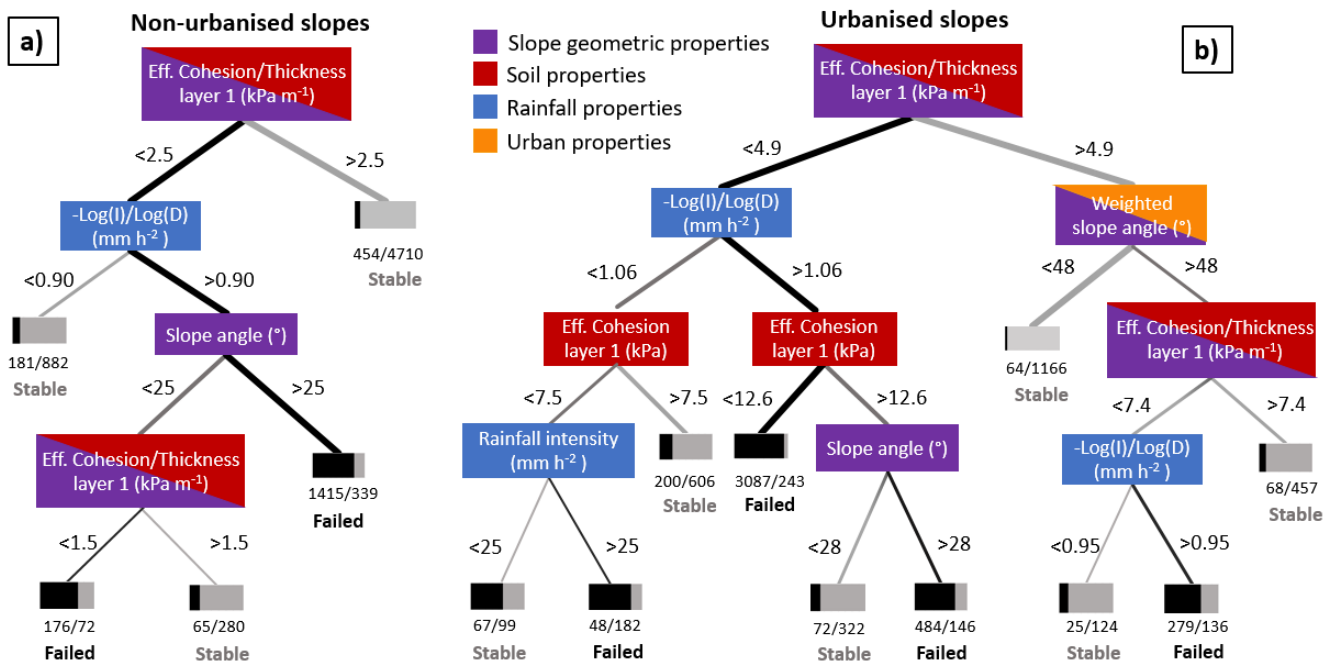 a)
Non-urbanised slopes
Eff. Cohesion/Thickness
layer 1 (kPa m⁻¹)
<2.5
>2.5
-Log(I)/Log(D)
(mm h⁻² )
454/4710
Stable
<0.90
>0.90
181/882
Stable
Slope angle (°)
<25
>25
Eff. Cohesion/Thickness
layer 1 (kPa m⁻¹)
1415/339
Failed
<1.5
>1.5
176/72
Failed
65/280
Stable
Slope geometric properties
Soil properties
Rainfall properties
Urban properties
Urbanised slopes
b)
Eff. Cohesion/Thickness
layer 1 (kPa m⁻¹)
<4.9
>4.9
-Log(I)/Log(D)
(mm h⁻² )
Weighted
slope angle (°)
<1.06
>1.06
<48
>48
Eff. Cohesion
layer 1 (kPa)
Eff. Cohesion
layer 1 (kPa)
64/1166
Stable
Eff. Cohesion/Thickness
layer 1 (kPa m⁻¹)
<7.5
>7.5
<12.6
>12.6
<7.4
>7.4
Rainfall intensity
(mm h⁻² )
200/606
Stable
3087/243
Failed
Slope angle (°)
-Log(I)/Log(D)
(mm h⁻² )
68/457
Stable
<25
>25
<28
>28
<0.95
>0.95
67/99
Stable
48/182
Failed
72/322
Stable
484/146
Failed
25/124
Stable
279/136
Failed